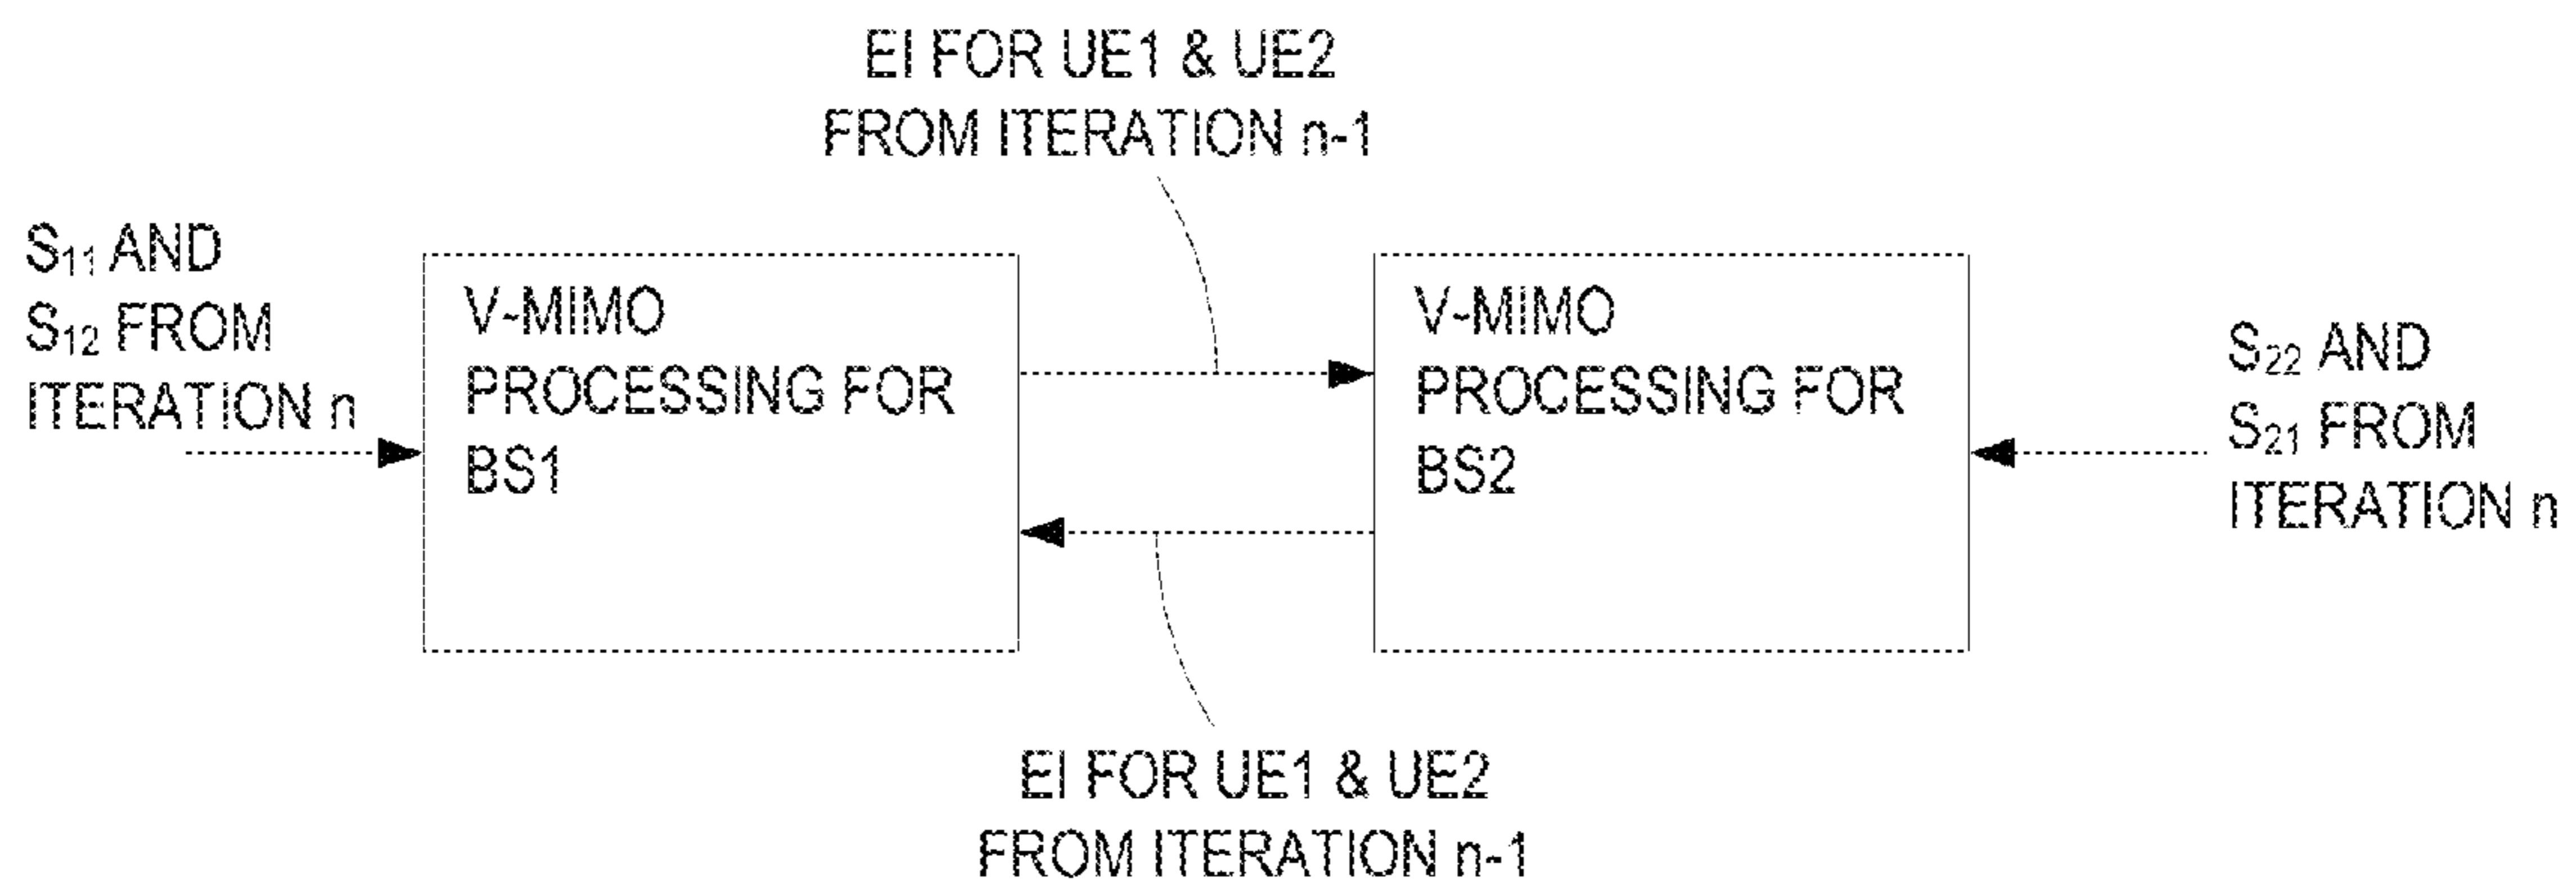 EI FOR UE1 & UE2
FROM ITERATION n-1
S₁₁ AND
S₁₂ FROM
ITERATION n
V-MIMO
PROCESSING FOR
BS1
V-MIMO
PROCESSING FOR
BS2
S₂₂ AND
S₂₁ FROM
ITERATION n
EI FOR UE1 & UE2
FROM ITERATION n-1